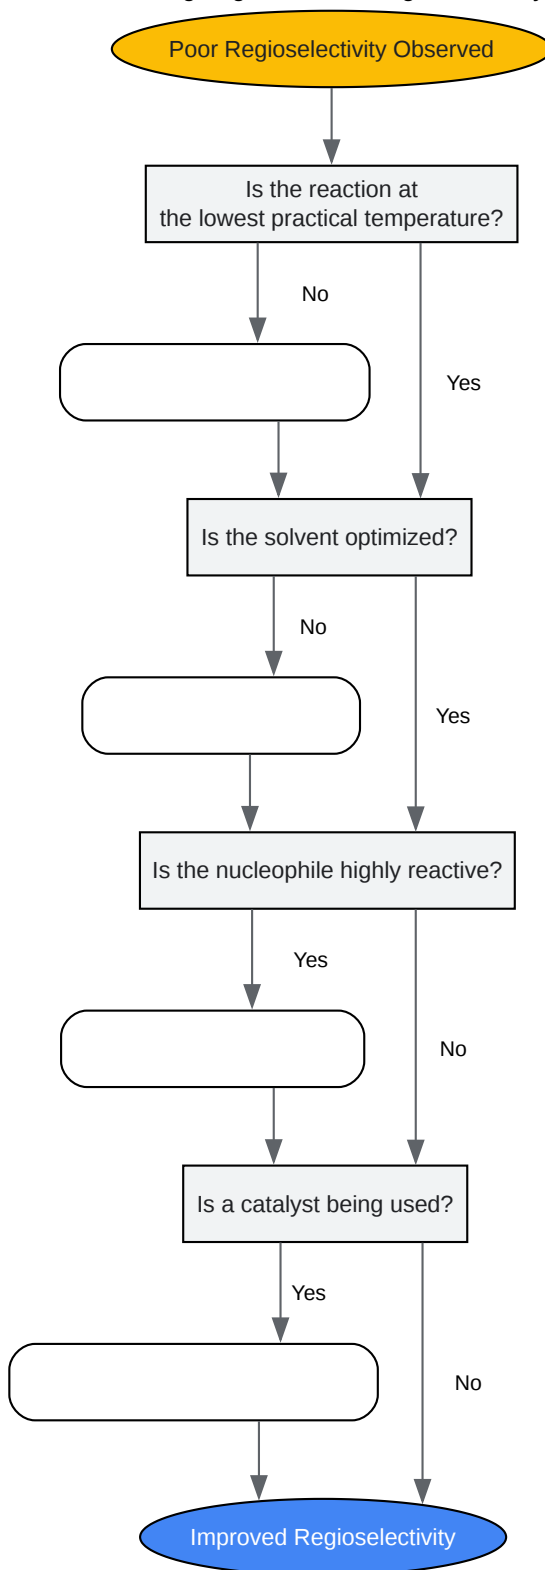 Poor Regioselectivity Observed
Is the reaction at
the lowest practical temperature?
No
Yes
Is the solvent optimized?
No
Yes
Is the nucleophile highly reactive?
Yes
No
Is a catalyst being used?
Yes
No
Improved Regioselectivity